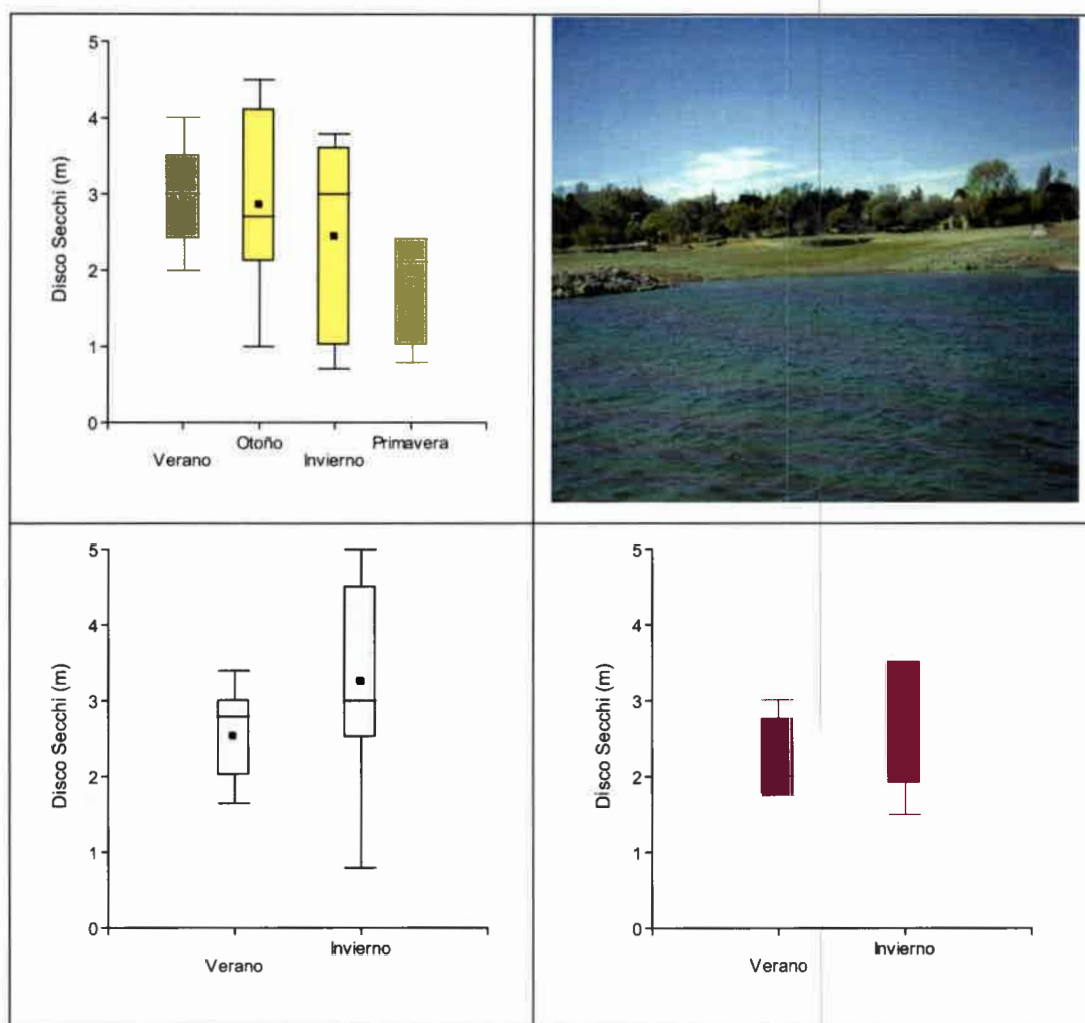 5
4
3
2
1
0
Disco Secchi (m)
Verano
Otoño
Invierno
Primavera
5
4
3
2
1
0
Disco Secchi (m)
Verano
Invierno
5
4
3
2
1
0
Disco Secchi (m)
Verano
Invierno